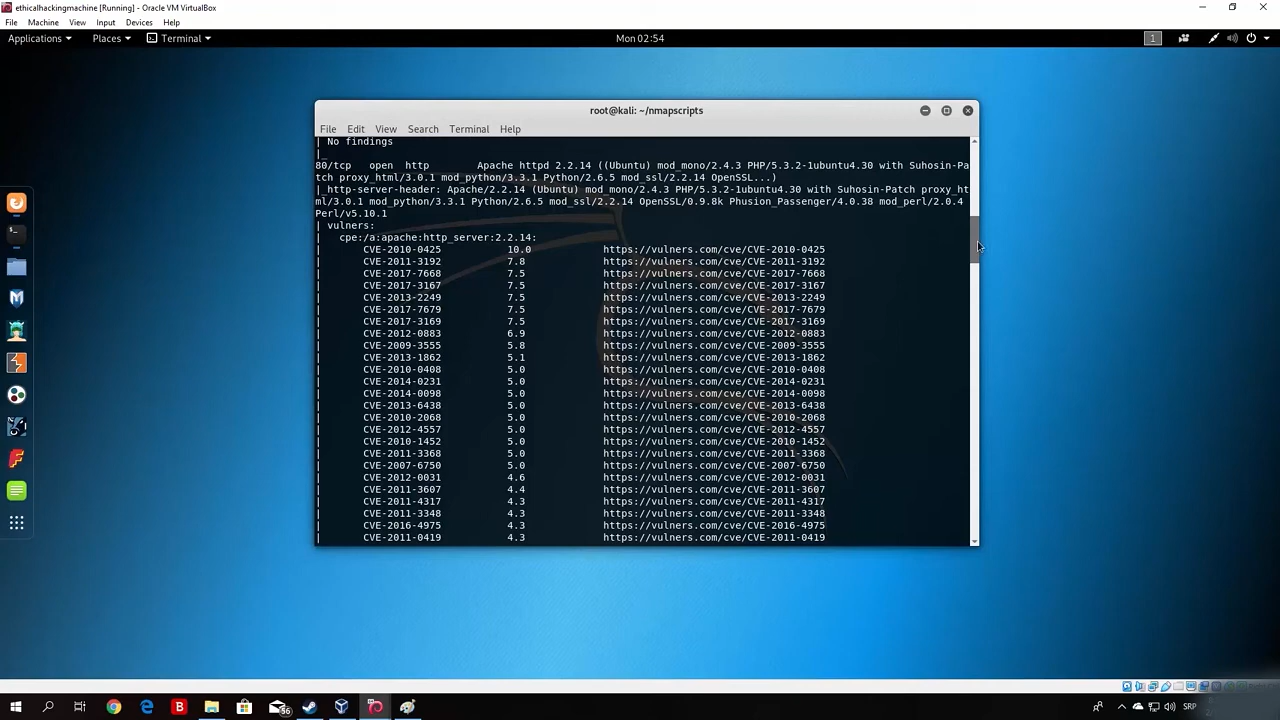 ethicalhackingmachine [Running] - Oracle VM VirtualBox
File Machine View Input Devices Help
Applications Places Terminal Mon 02:54 1
root@kali: ~/nmapscripts
File Edit View Search Terminal Help
| No findings
|_
80/tcp open http Apache httpd 2.2.14 ((Ubuntu) mod_mono/2.4.3 PHP/5.3.2-1ubuntu4.30 with Suhosin-Pa
tch proxy_html/3.0.1 mod_python/3.3.1 Python/2.6.5 mod_ssl/2.2.14 OpenSSL...)
|_http-server-header: Apache/2.2.14 (Ubuntu) mod_mono/2.4.3 PHP/5.3.2-1ubuntu4.30 with Suhosin-Patch proxy_ht
ml/3.0.1 mod_python/3.3.1 Python/2.6.5 mod_ssl/2.2.14 OpenSSL/0.9.8k Phusion_Passenger/4.0.38 mod_perl/2.0.4
Perl/v5.10.1
| vulners:
| cpe:/a:apache:http_server:2.2.14:
| CVE-2010-0425 10.0 https://vulners.com/cve/CVE-2010-0425
| CVE-2011-3192 7.8 https://vulners.com/cve/CVE-2011-3192
| CVE-2017-7668 7.5 https://vulners.com/cve/CVE-2017-7668
| CVE-2017-3167 7.5 https://vulners.com/cve/CVE-2017-3167
| CVE-2013-2249 7.5 https://vulners.com/cve/CVE-2013-2249
| CVE-2017-7679 7.5 https://vulners.com/cve/CVE-2017-7679
| CVE-2017-3169 7.5 https://vulners.com/cve/CVE-2017-3169
| CVE-2012-0883 6.9 https://vulners.com/cve/CVE-2012-0883
| CVE-2009-3555 5.8 https://vulners.com/cve/CVE-2009-3555
| CVE-2013-1862 5.1 https://vulners.com/cve/CVE-2013-1862
| CVE-2010-0408 5.0 https://vulners.com/cve/CVE-2010-0408
| CVE-2014-0231 5.0 https://vulners.com/cve/CVE-2014-0231
| CVE-2014-0098 5.0 https://vulners.com/cve/CVE-2014-0098
| CVE-2013-6438 5.0 https://vulners.com/cve/CVE-2013-6438
| CVE-2010-2068 5.0 https://vulners.com/cve/CVE-2010-2068
| CVE-2012-4557 5.0 https://vulners.com/cve/CVE-2012-4557
| CVE-2010-1452 5.0 https://vulners.com/cve/CVE-2010-1452
| CVE-2011-3368 5.0 https://vulners.com/cve/CVE-2011-3368
| CVE-2007-6750 5.0 https://vulners.com/cve/CVE-2007-6750
| CVE-2012-0031 4.6 https://vulners.com/cve/CVE-2012-0031
| CVE-2011-3607 4.4 https://vulners.com/cve/CVE-2011-3607
| CVE-2011-4317 4.3 https://vulners.com/cve/CVE-2011-4317
| CVE-2011-3348 4.3 https://vulners.com/cve/CVE-2011-3348
| CVE-2016-4975 4.3 https://vulners.com/cve/CVE-2016-4975
| CVE-2011-0419 4.3 https://vulners.com/cve/CVE-2011-0419
SRP